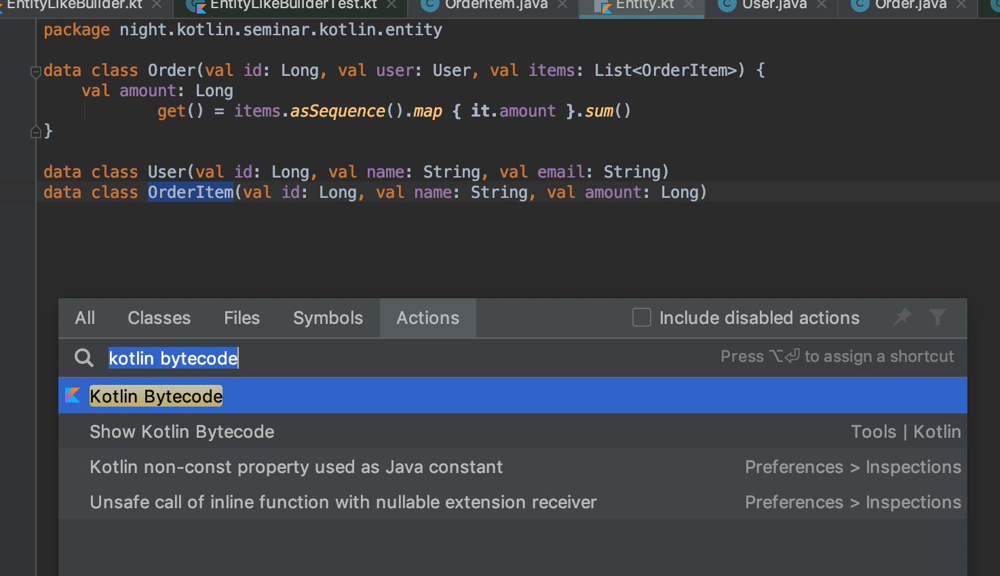 EntityLikeBuilder.kt EntityLikeBuilderTest.kt OrderItem.java Entity.kt User.java Order.java
package night.kotlin.seminar.kotlin.entity
data class Order(val id: Long, val user: User, val items: List<OrderItem>) {
val amount: Long
get() = items.asSequence().map { it.amount }.sum()
}
data class User(val id: Long, val name: String, val email: String)
data class OrderItem(val id: Long, val name: String, val amount: Long)
All Classes Files Symbols Actions Include disabled actions
kotlin bytecode Press ⌥⏎ to assign a shortcut
Kotlin Bytecode
Show Kotlin Bytecode Tools | Kotlin
Kotlin non-const property used as Java constant Preferences > Inspections
Unsafe call of inline function with nullable extension receiver Preferences > Inspections